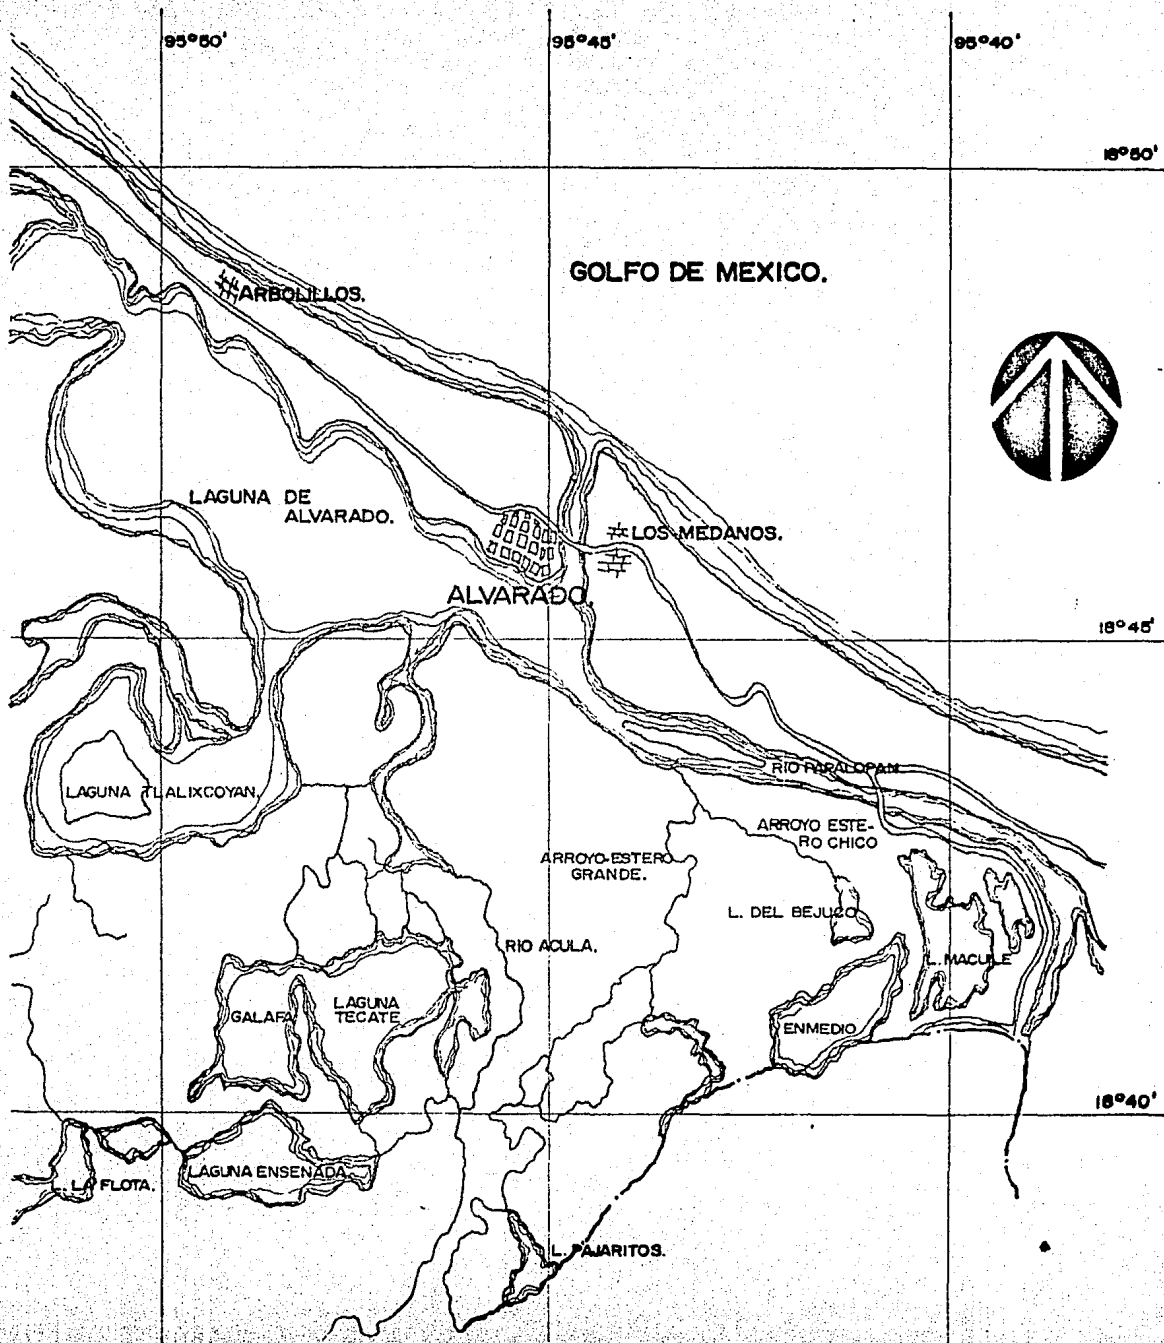 95°50'
95°45'
95°40'
18°50'
GOLFO DE MEXICO.
ARBOLILLOS.
LAGUNA DE
ALVARADO.
LOS MEDANOS.
ALVARADO.
18°45'
RIO PAPALOPAN
LAGUNA TLALIXCOYAN.
ARROYO ESTE-
RO CHICO
ARROYO ESTERO
GRANDE.
L. DEL BEJUCO
RIO ACULA.
L. MACUILE
LAGUNA
TECATE
GALAFA
ENMEDIO
18°40'
LAGUNA ENSENADA
L. LA FLOTA.
L. PAJARITOS.